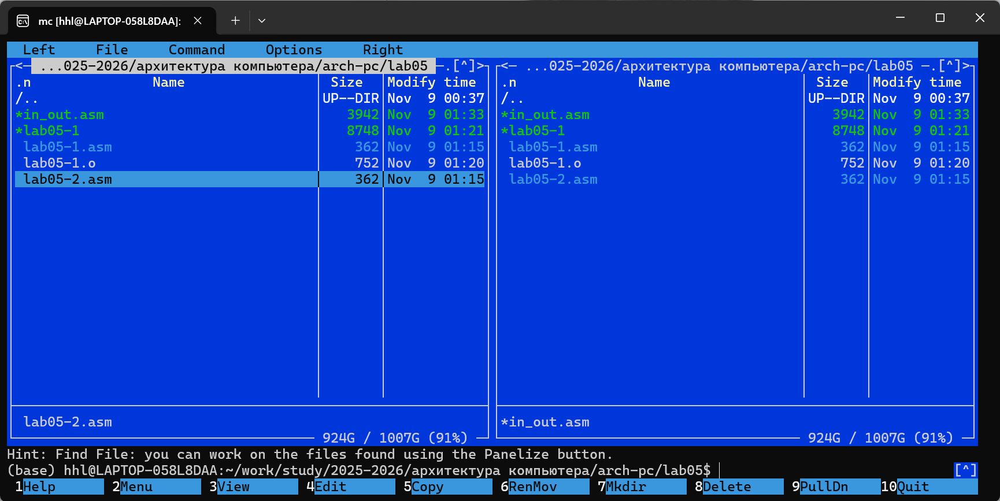 mc [hhl@LAPTOP-058L8DAA]:
Left File Command Options Right
<— ...025-2026/архитектура компьютера/arch-pc/lab05 —.[^]>
.n Name Size Modify time
/.. UP--DIR Nov 9 00:37
*in_out.asm 3942 Nov 9 01:33
*lab05-1 8748 Nov 9 01:21
lab05-1.asm 362 Nov 9 01:15
lab05-1.o 752 Nov 9 01:20
lab05-2.asm 362 Nov 9 01:15
lab05-2.asm
924G / 1007G (91%)
<— ...025-2026/архитектура компьютера/arch-pc/lab05 —.[^]>
.n Name Size Modify time
/.. UP--DIR Nov 9 00:37
*in_out.asm 3942 Nov 9 01:33
*lab05-1 8748 Nov 9 01:21
lab05-1.asm 362 Nov 9 01:15
lab05-1.o 752 Nov 9 01:20
lab05-2.asm 362 Nov 9 01:15
*in_out.asm
924G / 1007G (91%)
Hint: Find File: you can work on the files found using the Panelize button.
(base) hhl@LAPTOP-058L8DAA:~/work/study/2025-2026/архитектура компьютера/arch-pc/lab05$ [^]
1Help 2Menu 3View 4Edit 5Copy 6RenMov 7Mkdir 8Delete 9PullDn 10Quit